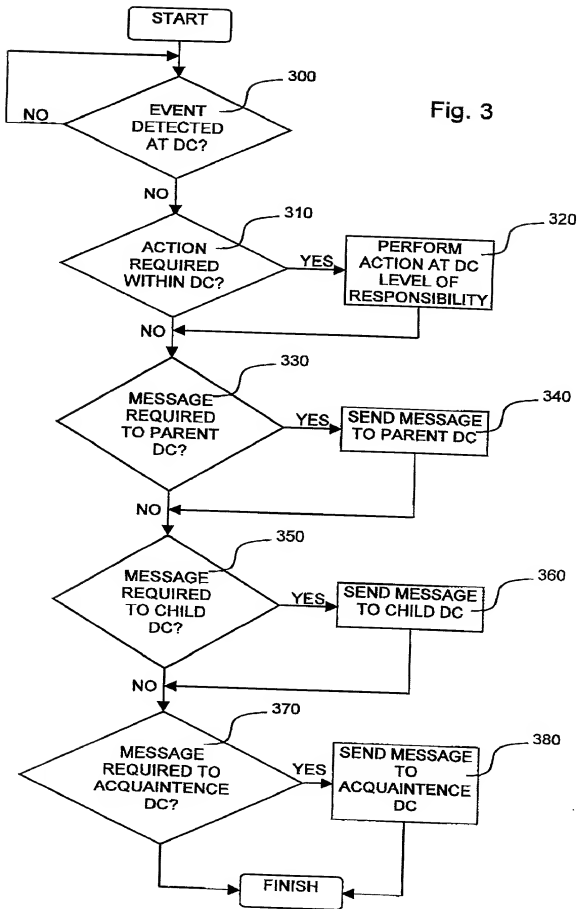 START
300
Fig. 3
EVENT
DETECTED
AT DC?
NO
NO
310
320
ACTION
REQUIRED
WITHIN DC?
YES
PERFORM
ACTION AT DC
LEVEL OF
RESPONSIBILITY
NO
330
340
MESSAGE
REQUIRED
TO PARENT
DC?
YES
SEND MESSAGE
TO PARENT DC
NO
350
360
MESSAGE
REQUIRED
TO CHILD
DC?
YES
SEND MESSAGE
TO CHILD DC
NO
370
380
MESSAGE
REQUIRED TO
ACQUAINTENCE
DC?
YES
SEND MESSAGE
TO
ACQUAINTENCE
DC
FINISH